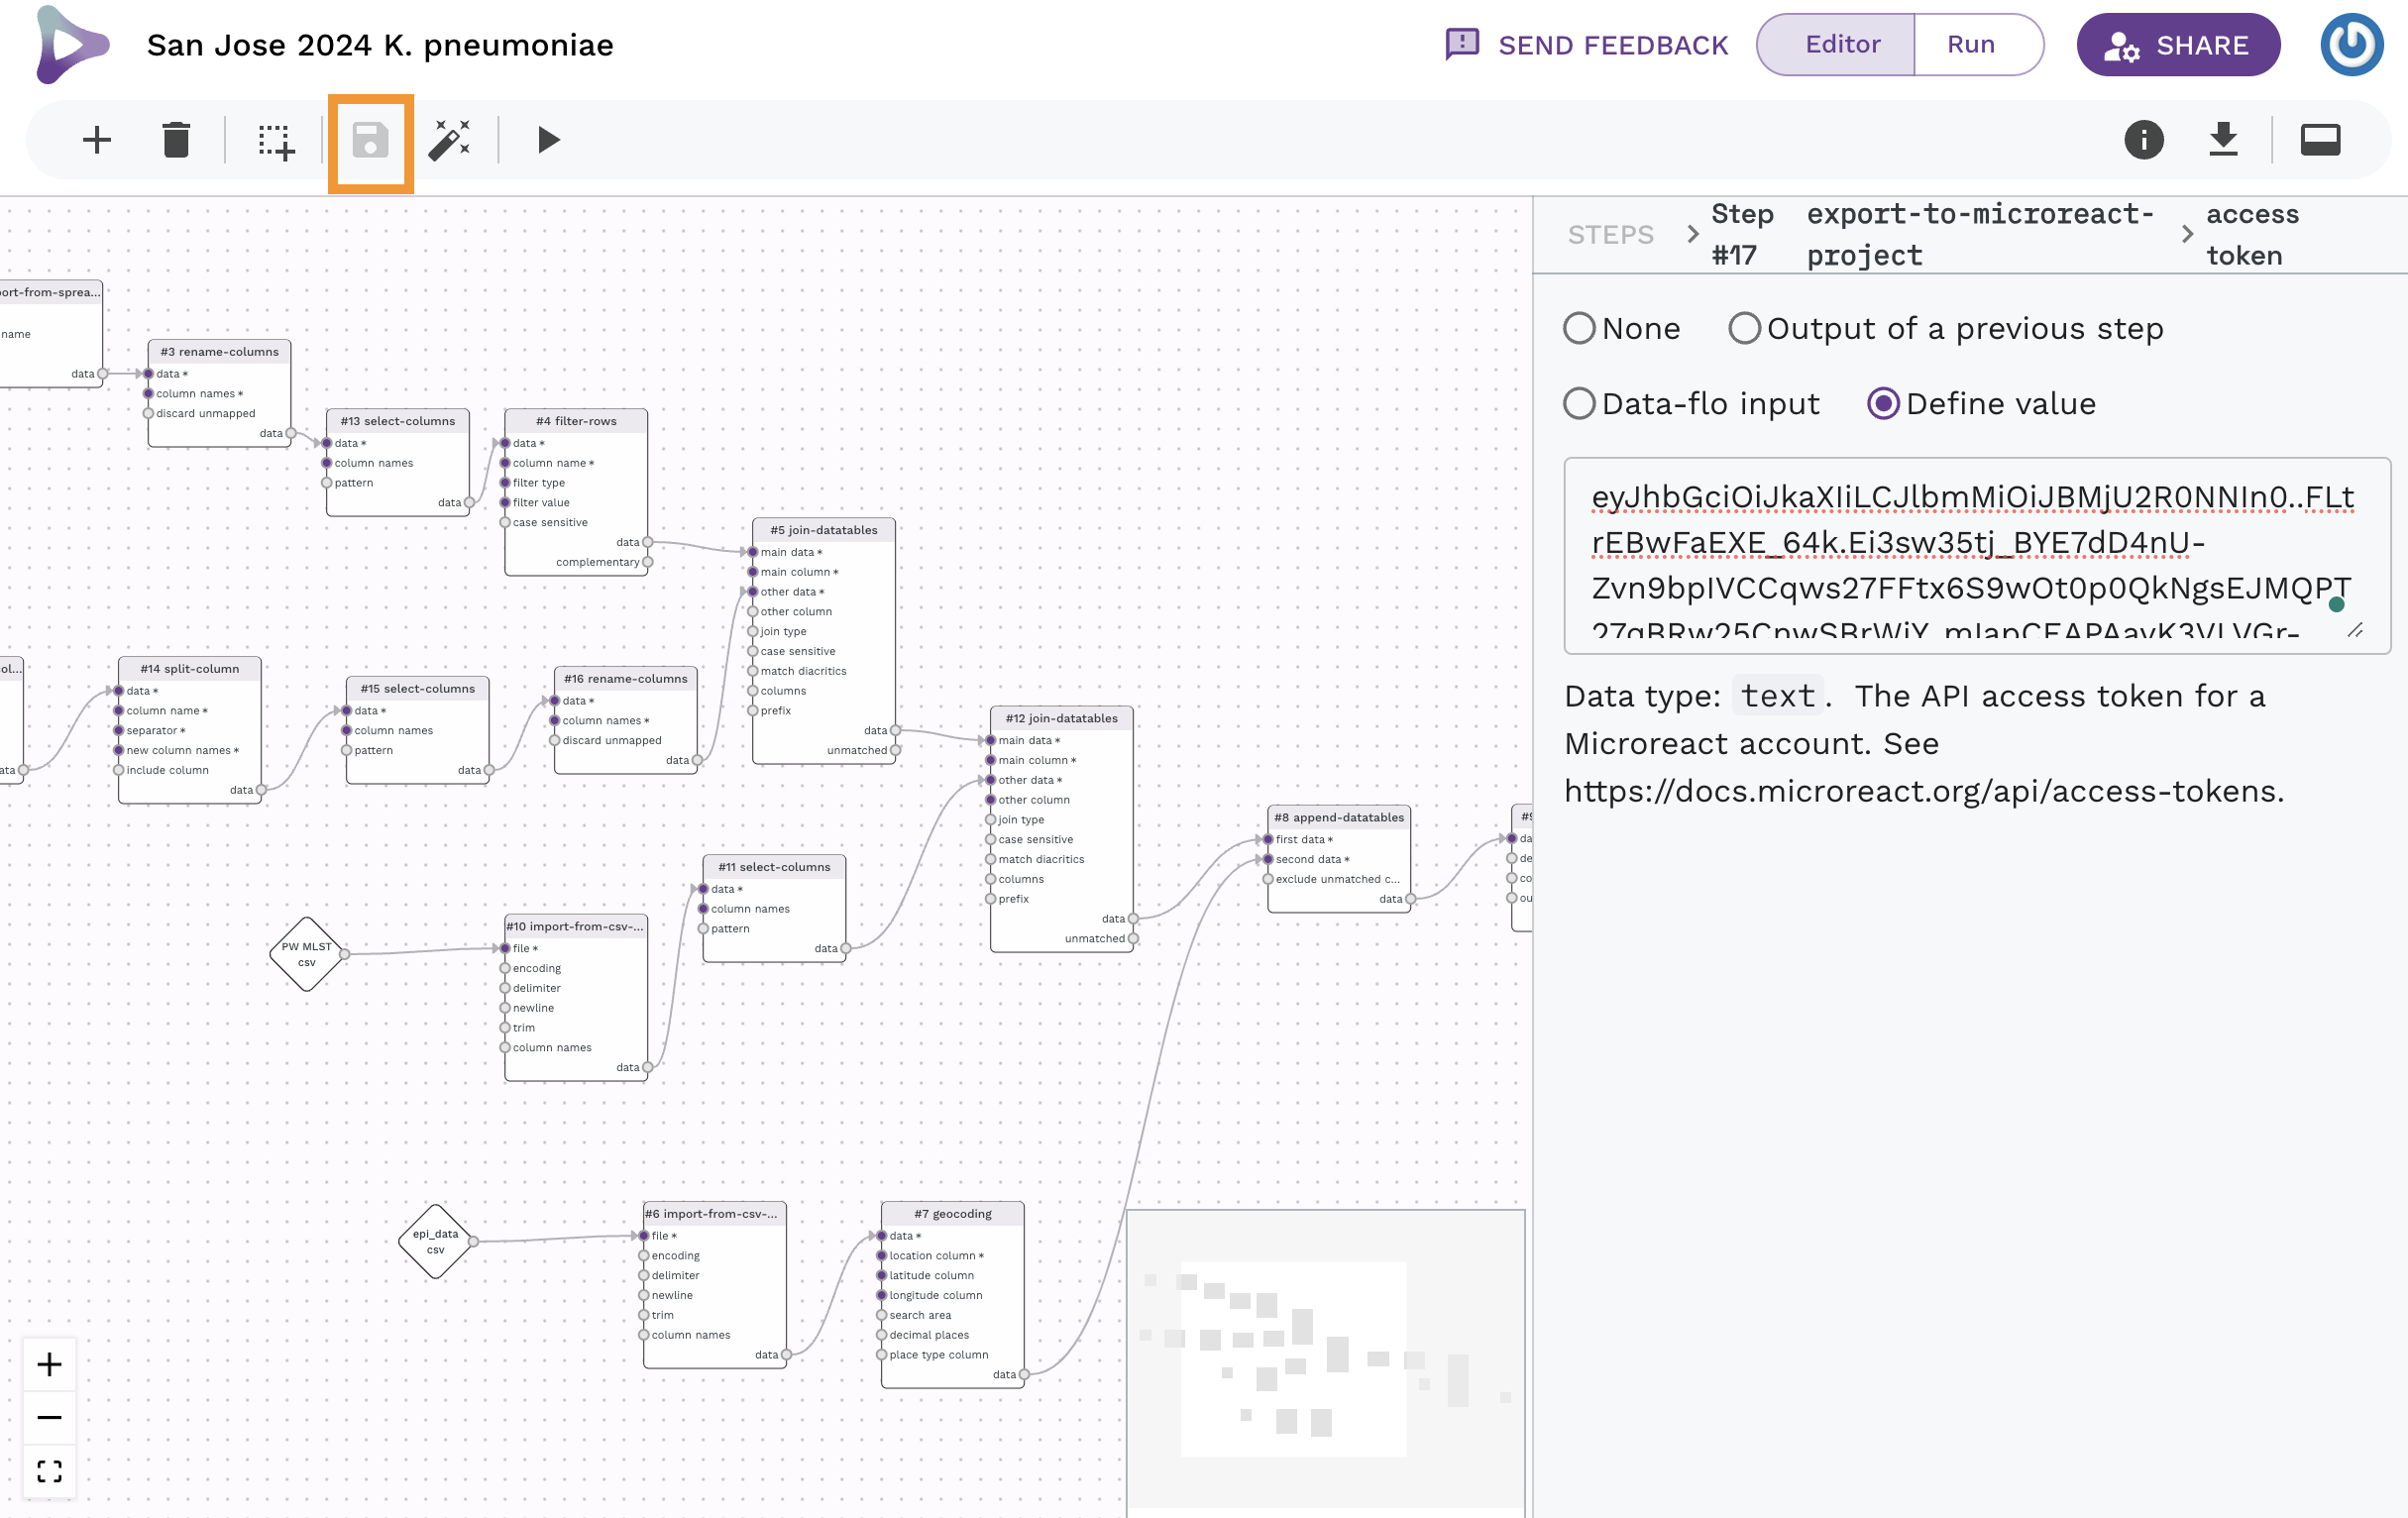 San Jose 2024 K. pneumoniae
SEND FEEDBACK
Editor
Run
SHARE
STEPS
Step #17
export-to-microreact-
project
access
token
None
Output of a previous step
Data-flo input
Define value
eyJhbGciOiJkaXIiLCJlbmMiOiJBMjU2R0NNIn0..FLt
rEBwFaEXE_64k.Ei3sw35tj_BYE7dD4nU-
Zvn9bpIVCCqws27FFtx6S9wOt0p0QkNgsEJMQPT
Data type: text. The API access token for a
Microreact account. See
https://docs.microreact.org/api/access-tokens.
ort-from-sprea...
name
data
#3 rename-columns
data *
column names *
discard unmapped
data
#13 select-columns
data *
column names
pattern
data
#4 filter-rows
data *
column name *
filter type
filter value
case sensitive
data
complementary
#5 join-datatables
main data *
main column *
other data *
other column
join type
case sensitive
match diacritics
columns
prefix
data
unmatched
ol...
ata
#14 split-column
data *
column name *
separator *
new column names *
include column
data
#15 select-columns
data *
column names
pattern
data
#16 rename-columns
data *
column names *
discard unmapped
data
#12 join-datatables
main data *
main column *
other data *
other column
join type
case sensitive
match diacritics
columns
prefix
data
unmatched
#8 append-datatables
first data *
second data *
exclude unmatched c...
data
da
de
co
ou
#11 select-columns
data *
column names
pattern
data
PW MLST
csv
#10 import-from-csv-...
file *
encoding
delimiter
newline
trim
column names
data
epi_data
csv
#6 import-from-csv-...
file *
encoding
delimiter
newline
trim
column names
data
#7 geocoding
data *
location column *
latitude column
longitude column
search area
decimal places
place type column
data